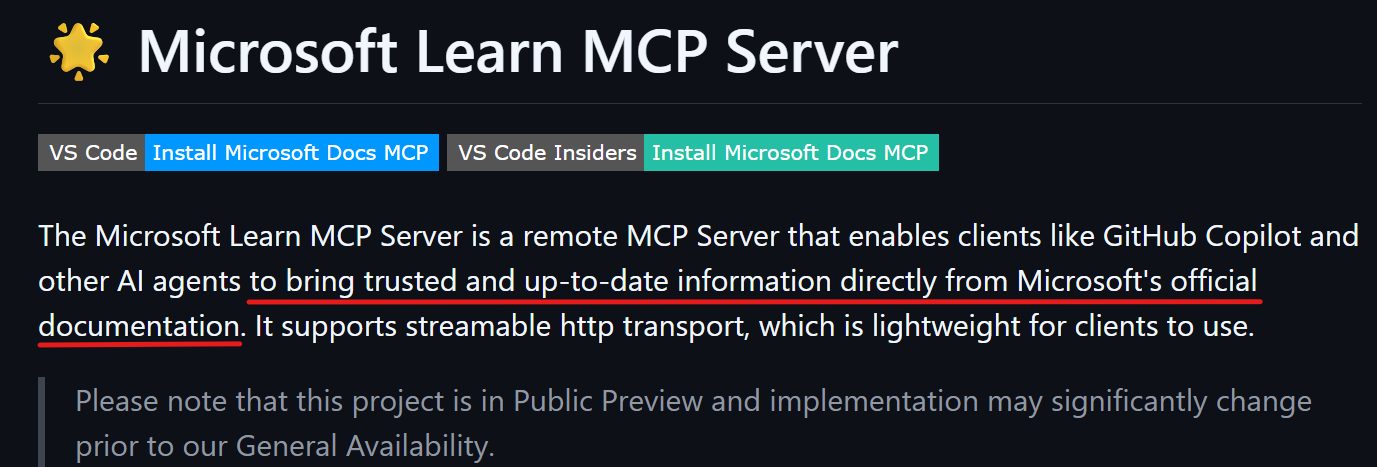 Microsoft Learn MCP Server
VS Code Install Microsoft Docs MCP VS Code Insiders Install Microsoft Docs MCP
The Microsoft Learn MCP Server is a remote MCP Server that enables clients like GitHub Copilot and
other AI agents to bring trusted and up-to-date information directly from Microsoft's official
documentation. It supports streamable http transport, which is lightweight for clients to use.
Please note that this project is in Public Preview and implementation may significantly change
prior to our General Availability.